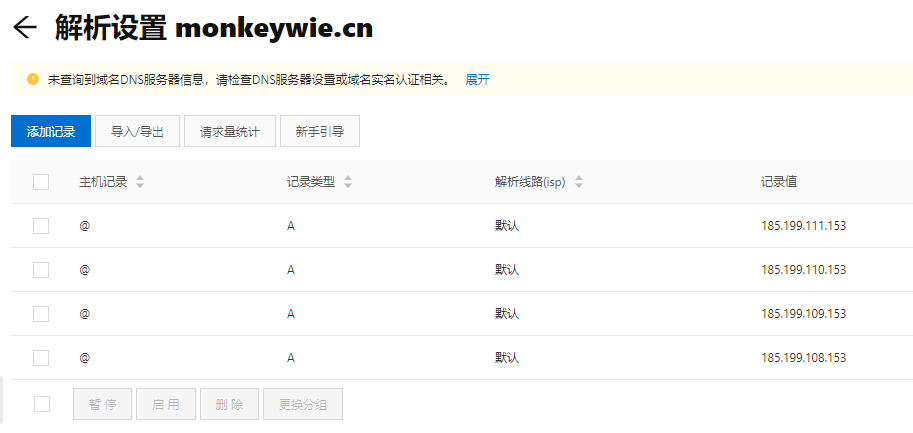 解析设置 monkeywie.cn
未查询到域名DNS服务器信息，请检查DNS服务器设置或域名实名认证相关。 展开
添加记录 导入/导出 请求量统计 新手引导
主机记录 记录类型 解析线路(isp) 记录值
@ A 默认 185.199.111.153
@ A 默认 185.199.110.153
@ A 默认 185.199.109.153
@ A 默认 185.199.108.153
暂停 启用 删除 更换分组